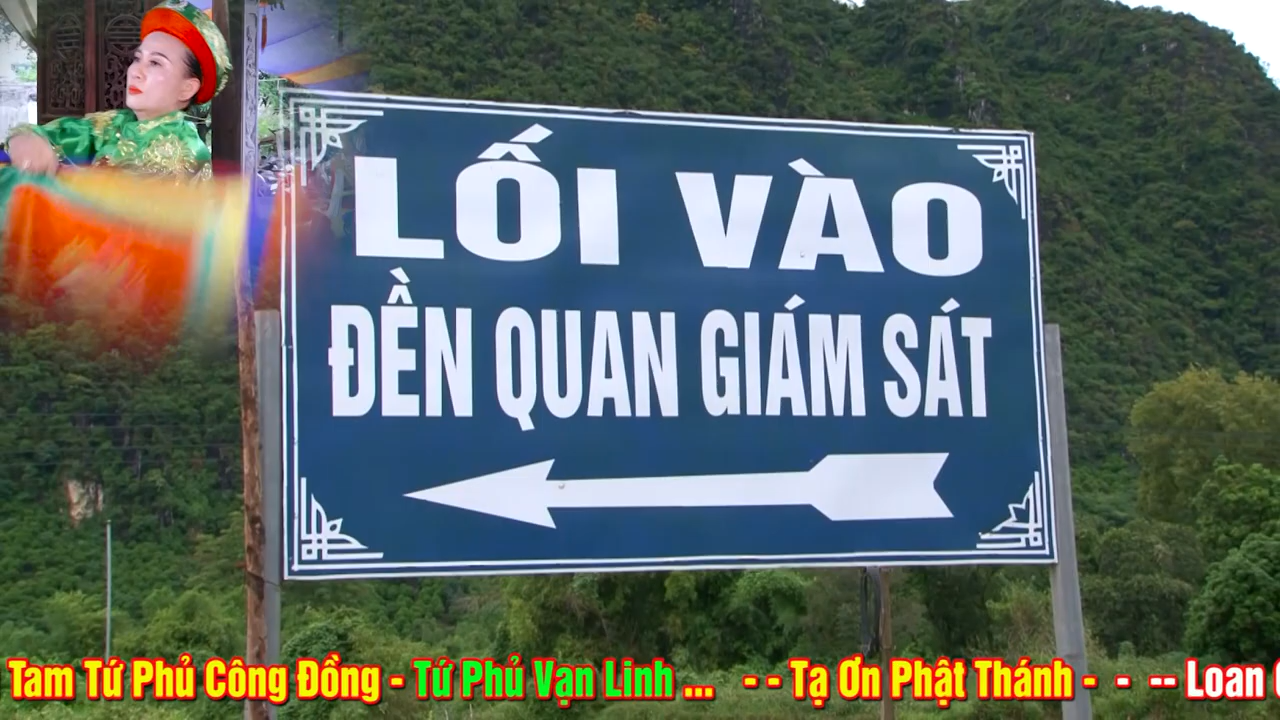 LỐI VÀO
ĐỀN QUAN GIÁM SÁT
Tam Tứ Phủ Công Đồng - Tứ Phủ Vạn Linh ... - - Tạ Ơn Phật Thánh - - -- Loan